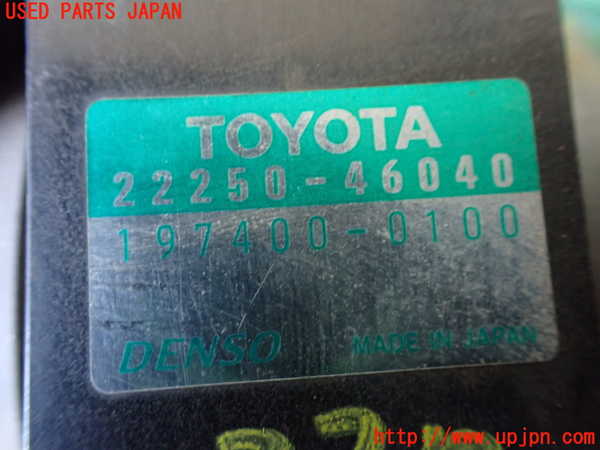 USED PARTS JAPAN
TOYOTA
22250-46040
197400-0100
DENSO MADE IN JAPAN
http://www.upjpn.com/